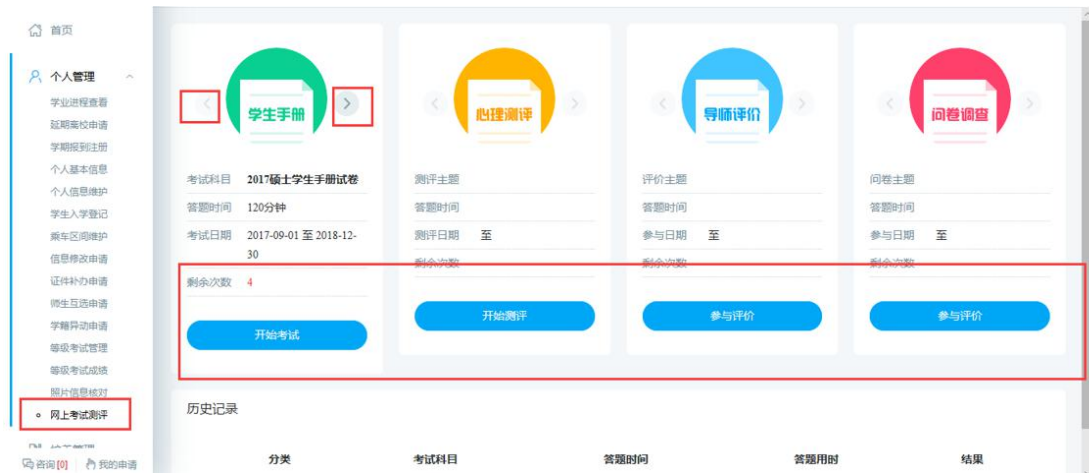 首页
个人管理
学业进程查看
延期离校申请
学期报到注册
个人基本信息
个人信息维护
学生入学登记
乘车区间维护
信息修改申请
证件补办申请
师生互选申请
学籍异动申请
等级考试管理
等级考试成绩
照片信息核对
网上考试测评
咨询[0] 我的申请
学生手册
考试科目 2017硕士学生手册试卷
答题时间 120分钟
考试日期 2017-09-01 至 2018-12-
30
剩余次数 4
开始考试
心理测评
测评主题
答题时间
测评日期 至
剩余次数
开始测评
导师评价
评价主题
答题时间
参与日期 至
剩余次数
参与评价
问卷调查
问卷主题
答题时间
参与日期 至
剩余次数
参与评价
历史记录
分类 考试科目 答题时间 答题用时 结果